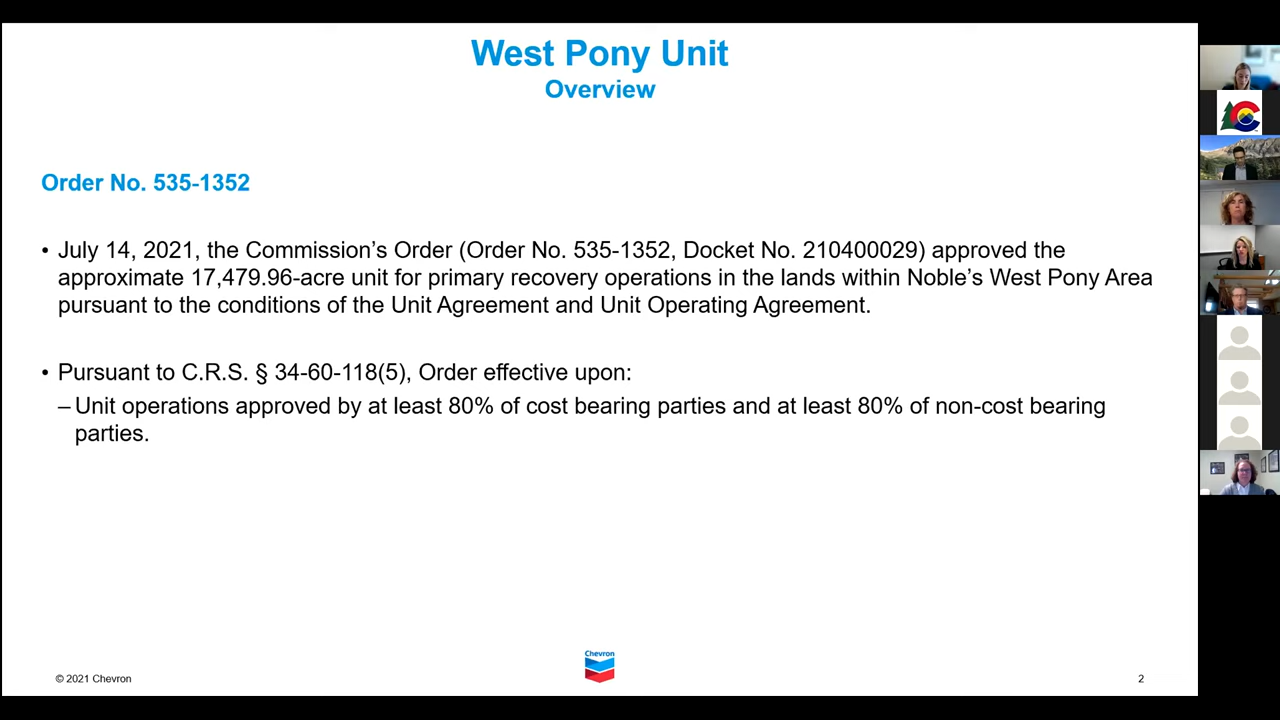 West Pony Unit
Overview
Order No. 535-1352
• July 14, 2021, the Commission's Order (Order No. 535-1352, Docket No. 210400029) approved the
approximate 17,479.96-acre unit for primary recovery operations in the lands within Noble's West Pony Area
pursuant to the conditions of the Unit Agreement and Unit Operating Agreement.
• Pursuant to C.R.S. § 34-60-118(5), Order effective upon:
– Unit operations approved by at least 80% of cost bearing parties and at least 80% of non-cost bearing
parties.
Chevron
© 2021 Chevron
2